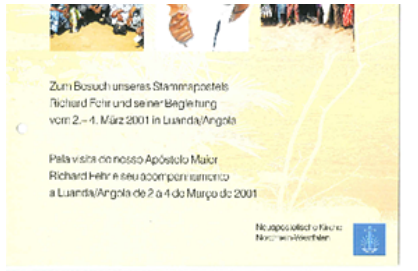 Zum Besuch unseres Stammapostels
Richard Fehr und seiner Begleitung
vom 2.– 4. März 2001 in Luanda/Angola
Pela visita do nosso Apóstolo Maior
Richard Fehr e seu acompanhamento
a Luanda/Angola de 2 a 4 de Março de 2001
Neuapostolische Kirche
Nordrhein-Westfalen